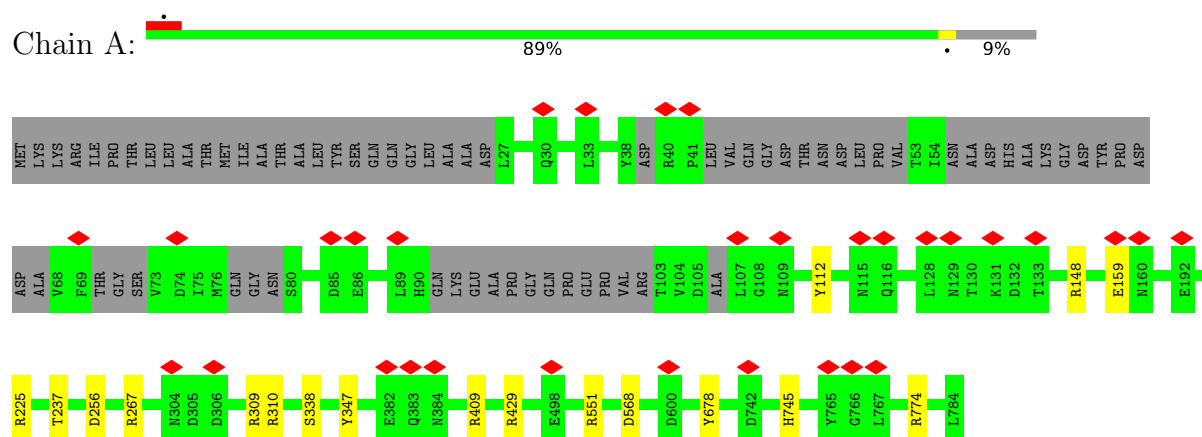 Chain A:
89%
9%
MET LYS LYS ARG ILE PRO THR LEU LEU ALA THR MET ILE ALA THR ALA LEU TYR SER GLN GLN GLY LEU ALA ALA ASP L27 Q30 L33 Y38 ASP R40 P41 LEU VAL GLN GLY ASP THR ASN ASP LEU PRO VAL T53 I54 ASN ALA ASP HIS ALA LYS GLY ASP TYR PRO ASP
ASP ALA V68 F69 THR GLY SER V73 D74 I75 M76 GLN GLY ASN S80 D85 E86 L89 H90 GLN LYS GLU ALA PRO GLY GLN PRO GLU PRO VAL ARG T103 V104 D105 ALA L107 G108 N109 Y112 N115 Q116 L128 N129 T130 K131 D132 T133 R148 E159 N160 E192
R225 T237 D256 R267 N304 D305 D306 R309 R310 S338 Y347 E382 Q383 N384 R409 R429 E498 R551 D568 D600 Y678 D742 H745 Y765 G766 L767 R774 L784